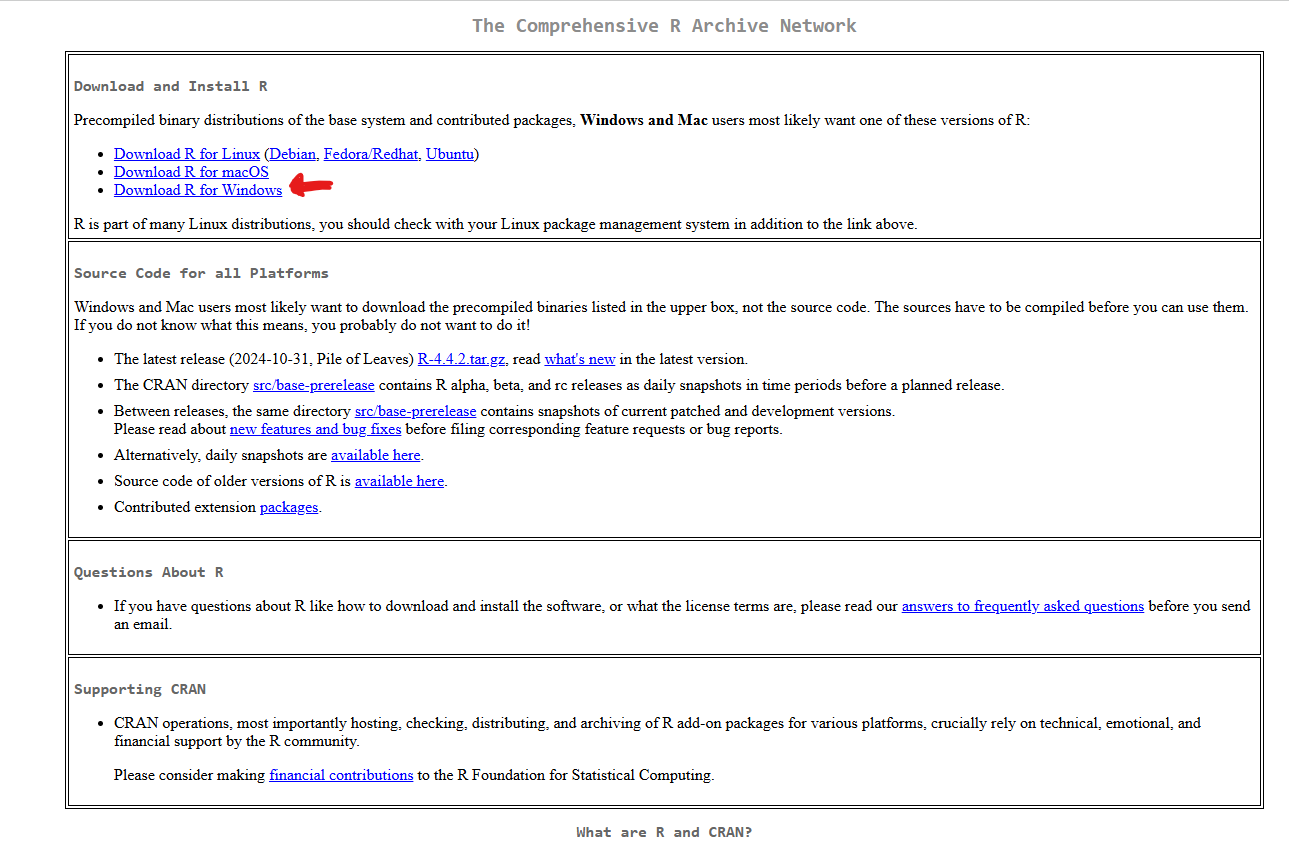 The Comprehensive R Archive Network
Download and Install R
Precompiled binary distributions of the base system and contributed packages, Windows and Mac users most likely want one of these versions of R:
• Download R for Linux (Debian, Fedora/Redhat, Ubuntu)
• Download R for macOS
• Download R for Windows
R is part of many Linux distributions, you should check with your Linux package management system in addition to the link above.
Source Code for all Platforms
Windows and Mac users most likely want to download the precompiled binaries listed in the upper box, not the source code. The sources have to be compiled before you can use them.
If you do not know what this means, you probably do not want to do it!
• The latest release (2024-10-31, Pile of Leaves) R-4.4.2.tar.gz, read what's new in the latest version.
• The CRAN directory src/base-prerelease contains R alpha, beta, and rc releases as daily snapshots in time periods before a planned release.
• Between releases, the same directory src/base-prerelease contains snapshots of current patched and development versions.
Please read about new features and bug fixes before filing corresponding feature requests or bug reports.
• Alternatively, daily snapshots are available here.
• Source code of older versions of R is available here.
• Contributed extension packages.
Questions About R
• If you have questions about R like how to download and install the software, or what the license terms are, please read our answers to frequently asked questions before you send
an email.
Supporting CRAN
• CRAN operations, most importantly hosting, checking, distributing, and archiving of R add-on packages for various platforms, crucially rely on technical, emotional, and
financial support by the R community.
Please consider making financial contributions to the R Foundation for Statistical Computing.
What are R and CRAN?